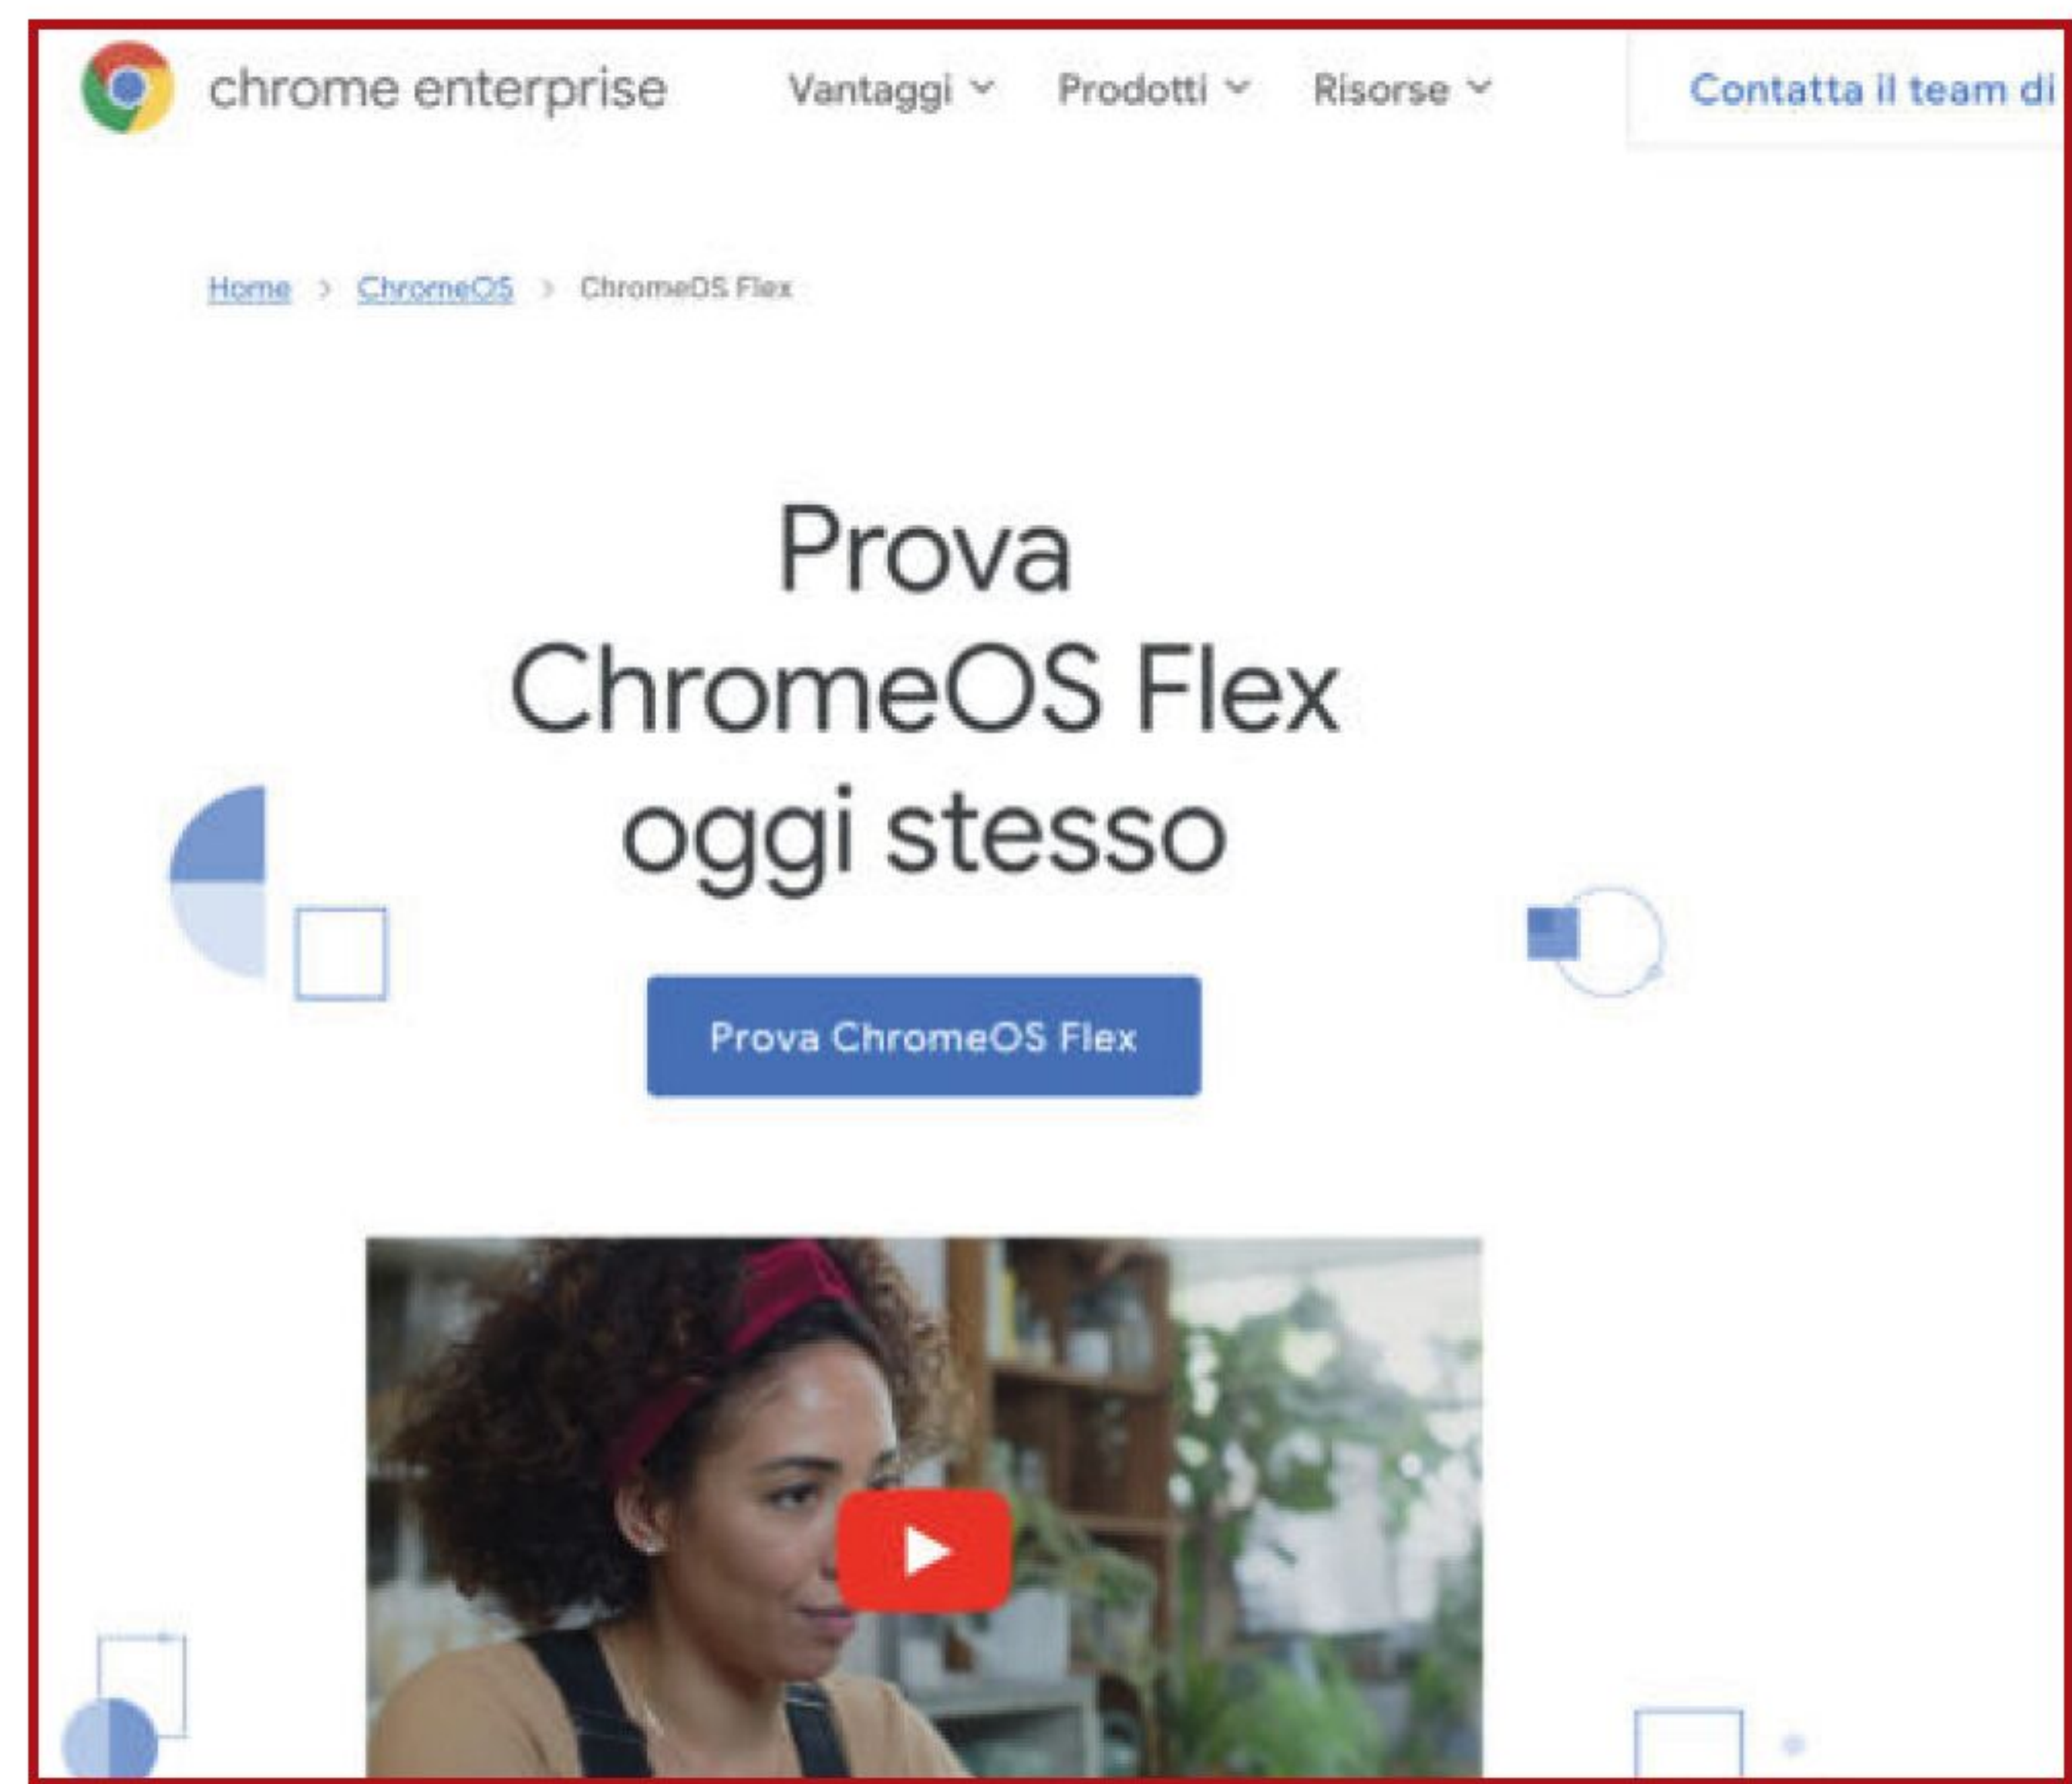 chrome enterprise Vantaggi Prodotti Risorse Contatta il team di
Home > ChromeOS > ChromeOS Flex
Prova
ChromeOS Flex
oggi stesso
Prova ChromeOS Flex